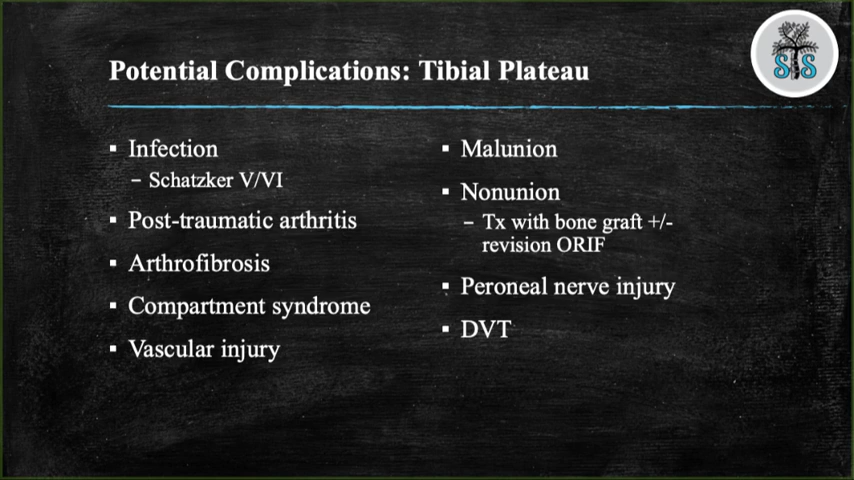 Potential Complications: Tibial Plateau
STS
▪ Infection
– Schatzker V/VI
▪ Post-traumatic arthritis
▪ Arthrofibrosis
▪ Compartment syndrome
▪ Vascular injury
▪ Malunion
▪ Nonunion
– Tx with bone graft +/-
revision ORIF
▪ Peroneal nerve injury
▪ DVT